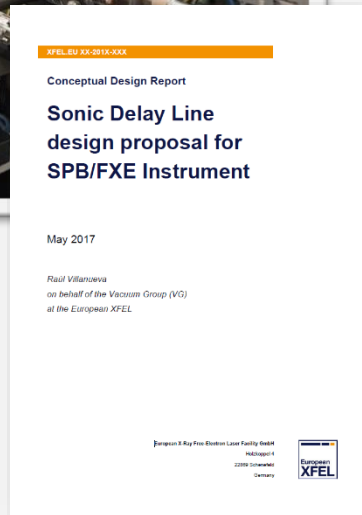 XFEL.EU XX-201X-XXX
Conceptual Design Report
Sonic Delay Line
design proposal for
SPB/FXE Instrument
May 2017
Raúl Villanueva
on behalf of the Vacuum Group (VG)
at the European XFEL
European X-Ray Free-Electron Laser Facility GmbH
Holzkoppel 4
22869 Schenefeld
Germany
European
XFEL